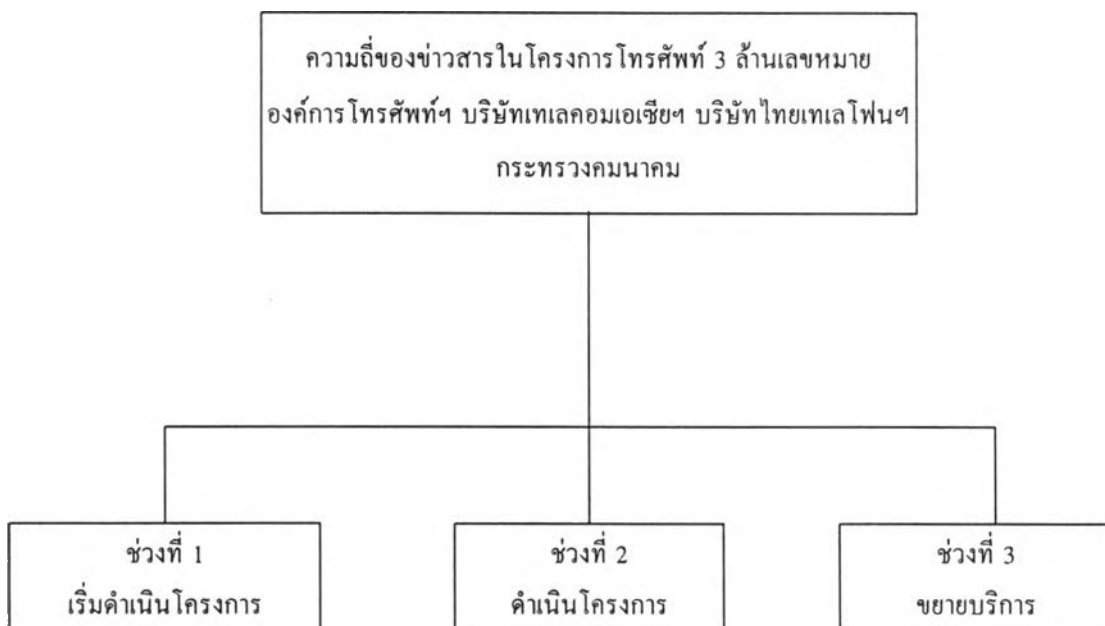 ความถี่ของข่าวสารในโครงการโทรศัพท์ 3 ล้านเลขหมาย
องค์การโทรศัพท์ฯ บริษัทเทเลคอมเอเซียฯ บริษัทไทยเทเลโฟนฯ
กระทรวงคมนาคม
ช่วงที่ 1
เริ่มดำเนินโครงการ
ช่วงที่ 2
ดำเนินโครงการ
ช่วงที่ 3
ขยายบริการ